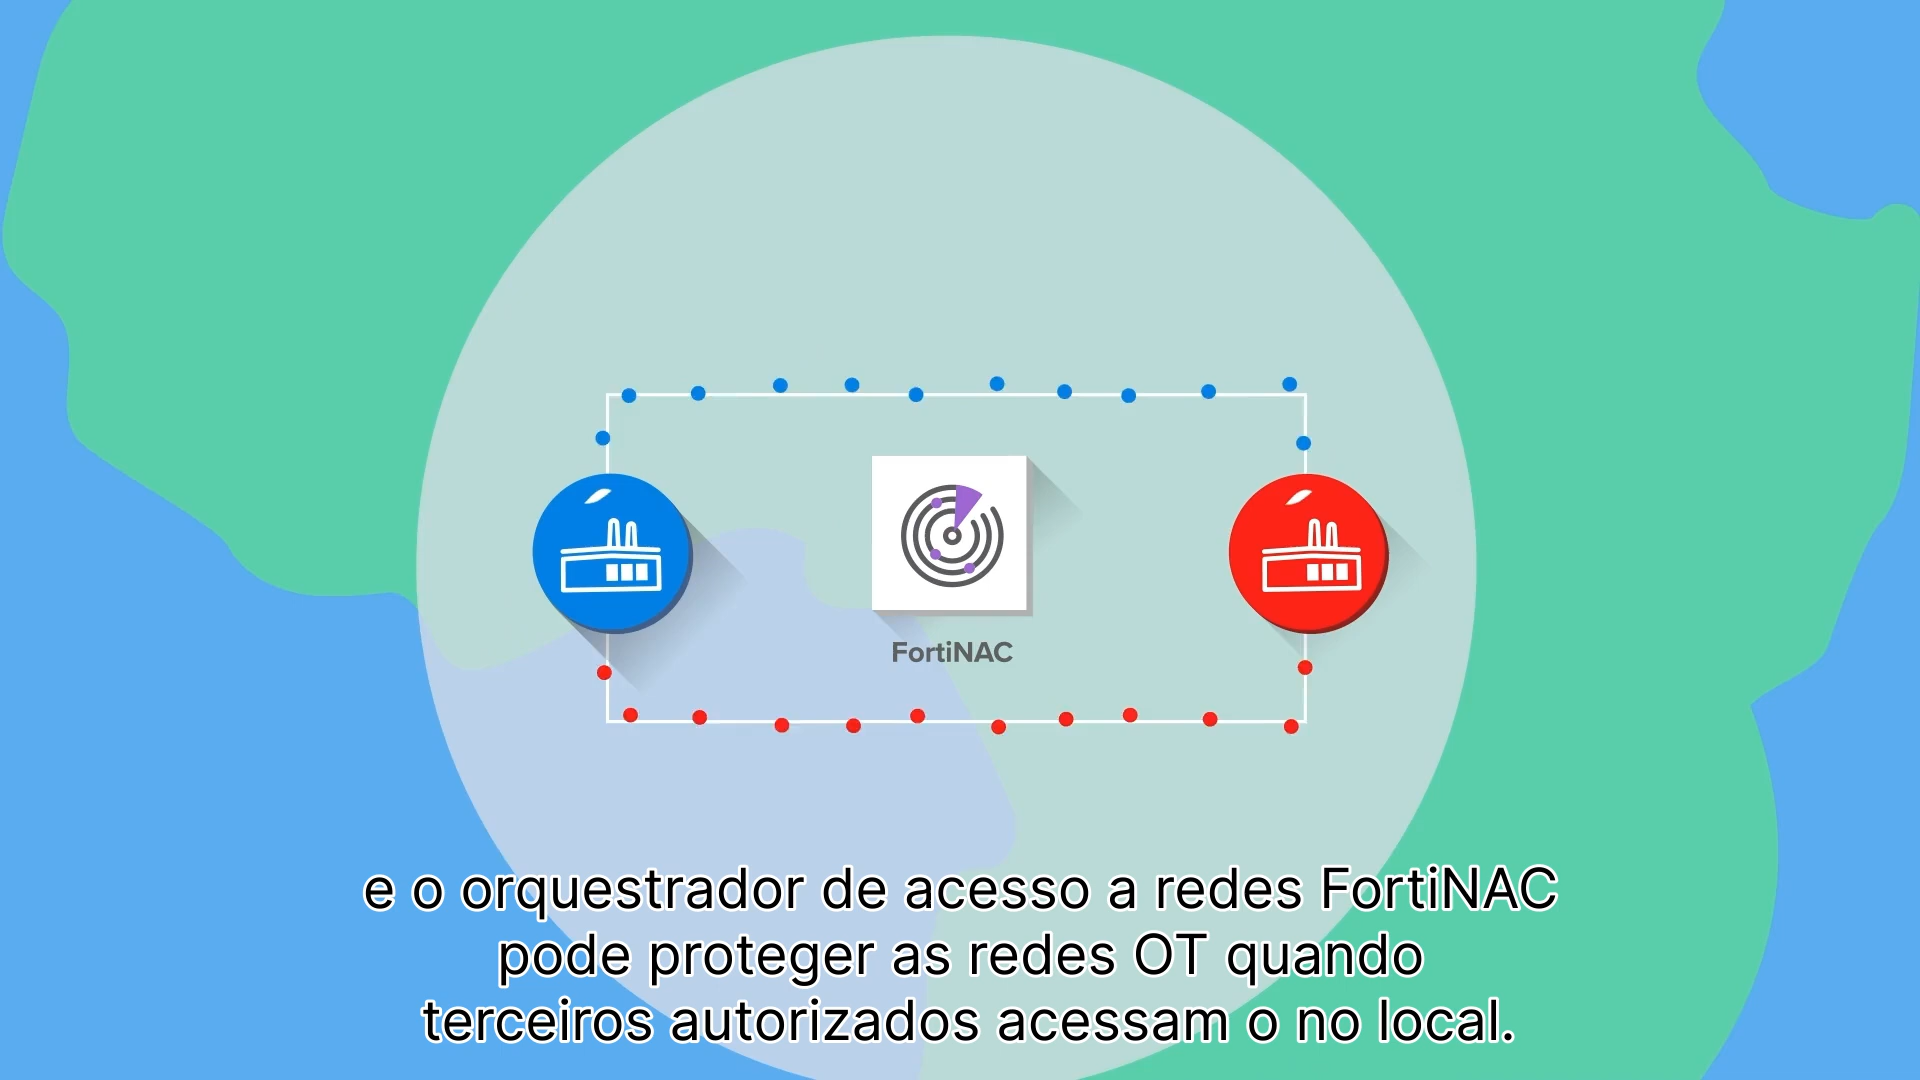 FortiNAC
e o orquestrador de acesso a redes FortiNAC
pode proteger as redes OT quando
terceiros autorizados acessam o no local.